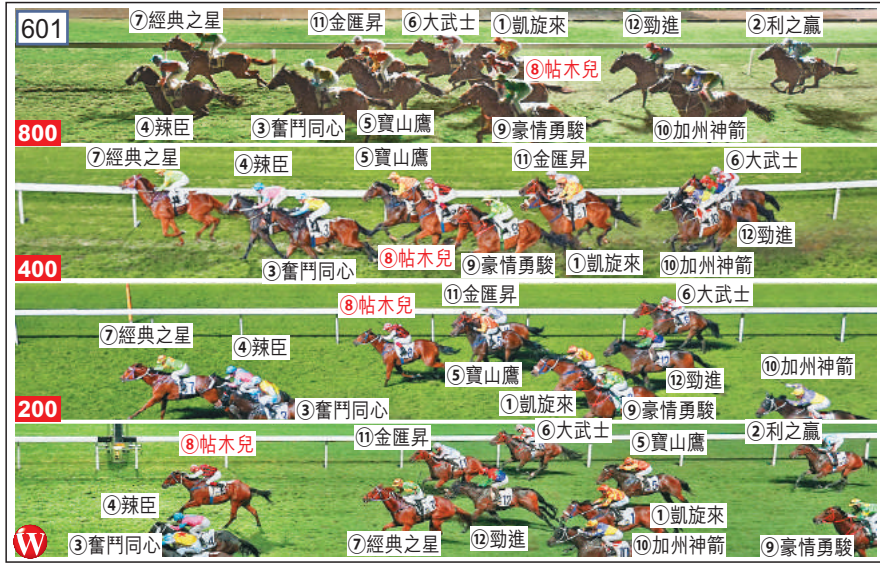 601
⑦經典之星
⑪金匯昇
⑥大武士
①凱旋來
⑫勁進
②利之贏
⑧帖木兒
800
④辣臣
③奮鬥同心
⑤寶山鷹
⑨豪情勇駿
⑩加州神箭
⑦經典之星
④辣臣
⑤寶山鷹
⑪金匯昇
⑥大武士
400
③奮鬥同心
⑧帖木兒
⑨豪情勇駿
①凱旋來
⑩加州神箭
⑫勁進
⑧帖木兒
⑪金匯昇
⑥大武士
⑦經典之星
④辣臣
⑤寶山鷹
⑫勁進
⑩加州神箭
200
③奮鬥同心
①凱旋來
⑨豪情勇駿
⑧帖木兒
⑪金匯昇
⑥大武士
⑤寶山鷹
②利之贏
④辣臣
①凱旋來
W
③奮鬥同心
⑦經典之星
⑫勁進
⑩加州神箭
⑨豪情勇駿